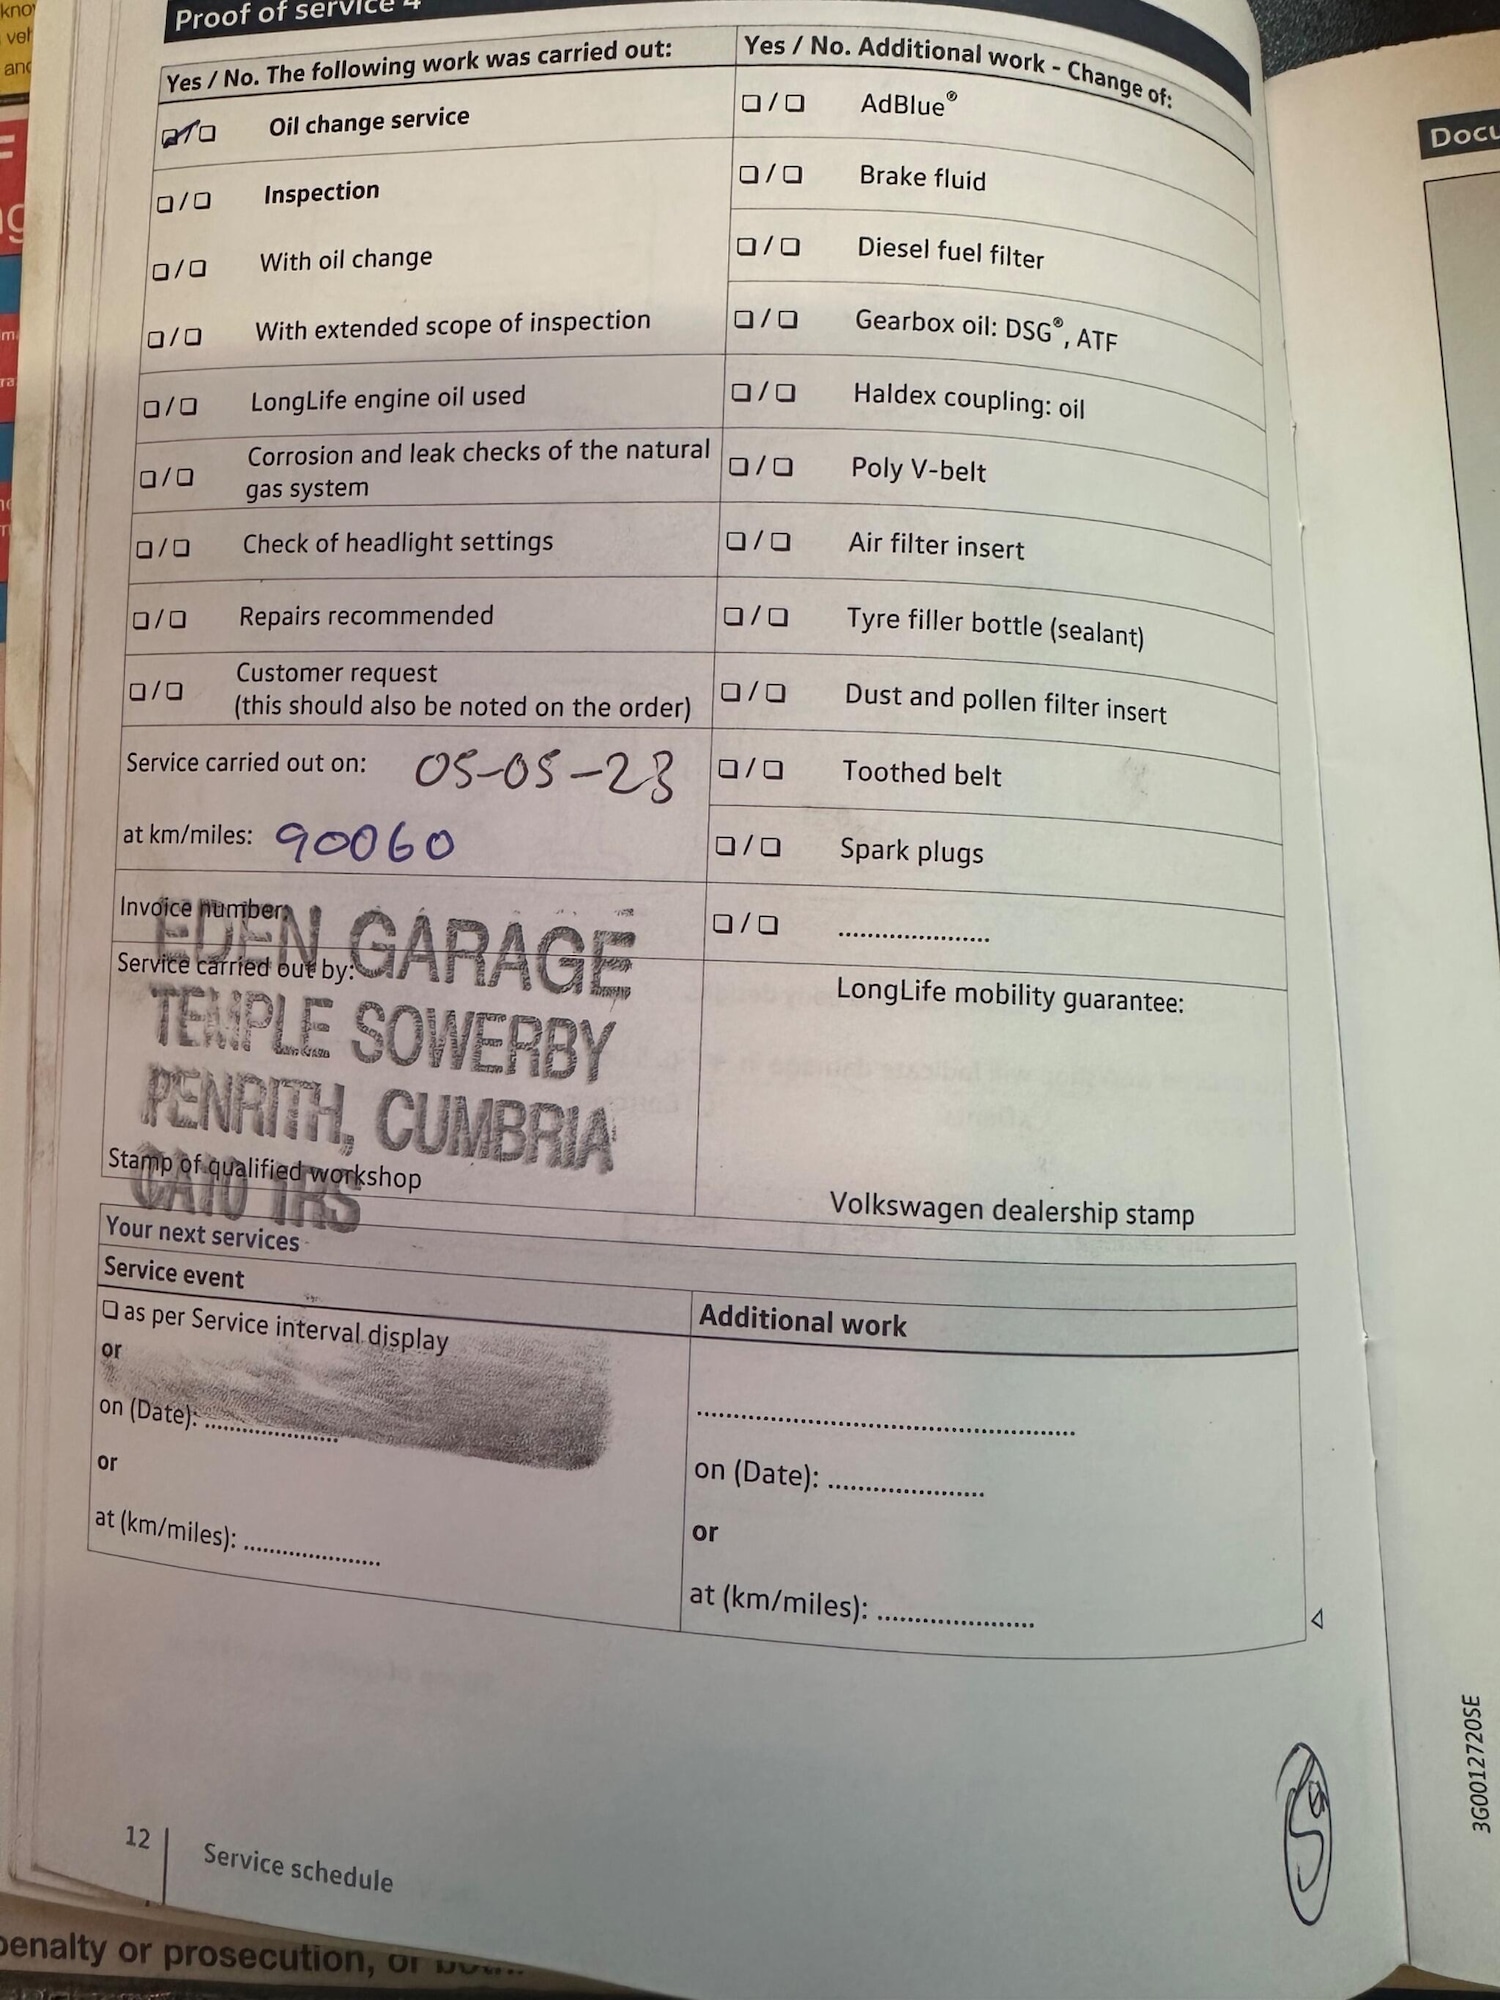 Proof of service 4
Yes / No. The following work was carried out:
Oil change service
Inspection
With oil change
With extended scope of inspection
LongLife engine oil used
Corrosion and leak checks of the natural
gas system
Check of headlight settings
Repairs recommended
Customer request
(this should also be noted on the order)
Service carried out on: 05-05-23
at km/miles: 90060
Invoice number:
EDEN GARAGE
Service carried out by:
TEMPLE SOWERBY
PENRITH, CUMBRIA
Stamp of qualified workshop
CA10 1RS
Yes / No. Additional work - Change of:
AdBlue®
Brake fluid
Diesel fuel filter
Gearbox oil: DSG®, ATF
Haldex coupling: oil
Poly V-belt
Air filter insert
Tyre filler bottle (sealant)
Dust and pollen filter insert
Toothed belt
Spark plugs
....................
LongLife mobility guarantee:
Volkswagen dealership stamp
Your next services
Service event
as per Service interval display
or
on (Date): ....................
or
at (km/miles): ....................
Additional work
..................................................
on (Date): ......................
or
at (km/miles): ......................
12
Service schedule
3G0012720SE
penalty or prosecution, or both.